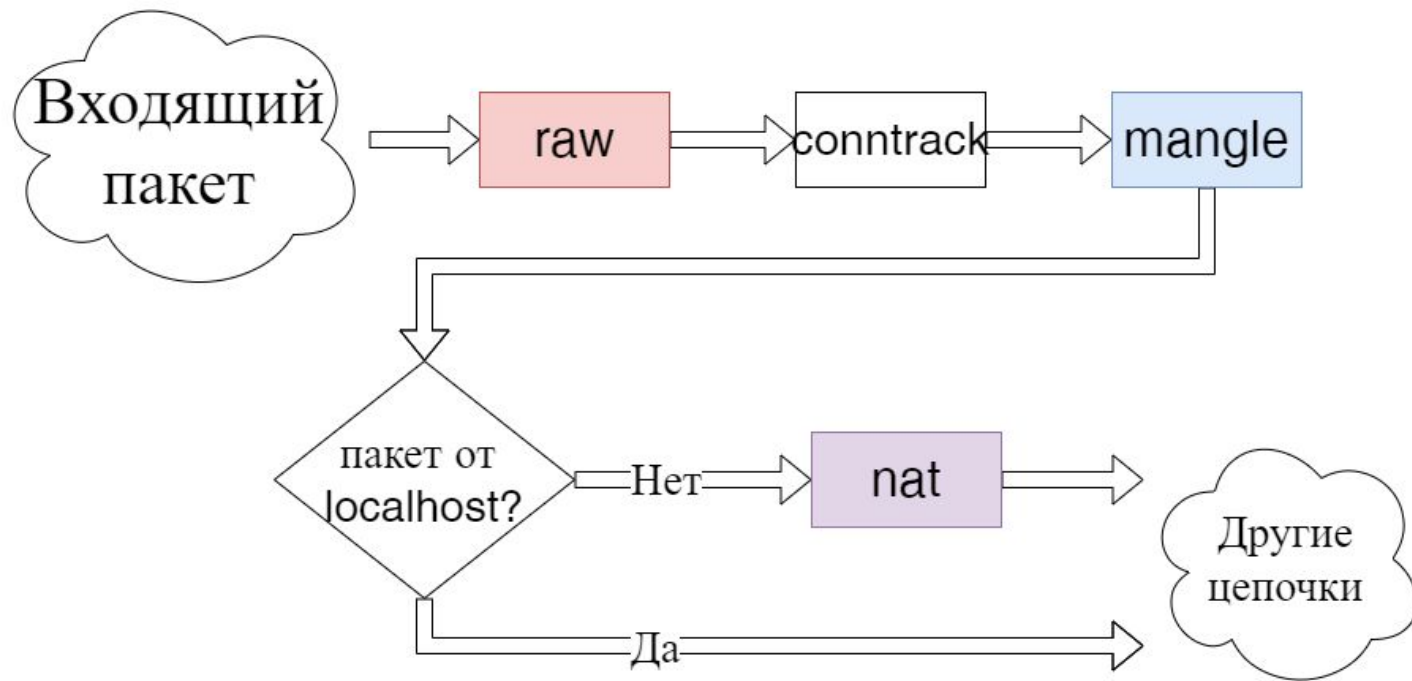 Входящий
пакет
raw
conntrack
mangle
пакет от
localhost?
Нет
nat
Другие
цепочки
Да